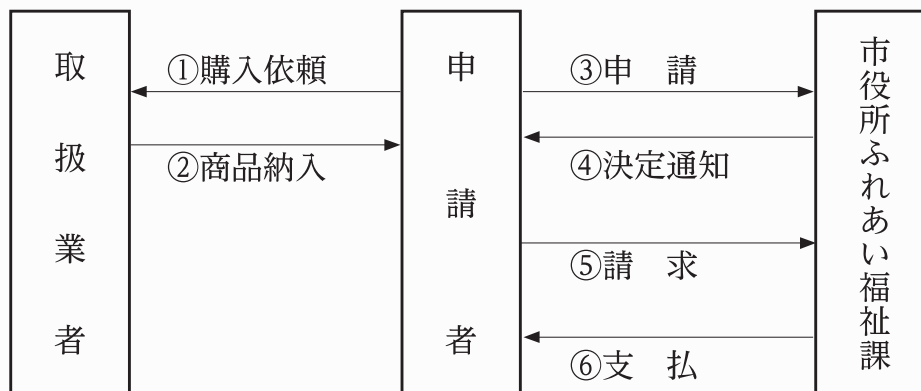 取扱業者
①購入依頼
②商品納入
申請者
③申　請
④決定通知
⑤請　求
⑥支　払
市役所ふれあい福祉課